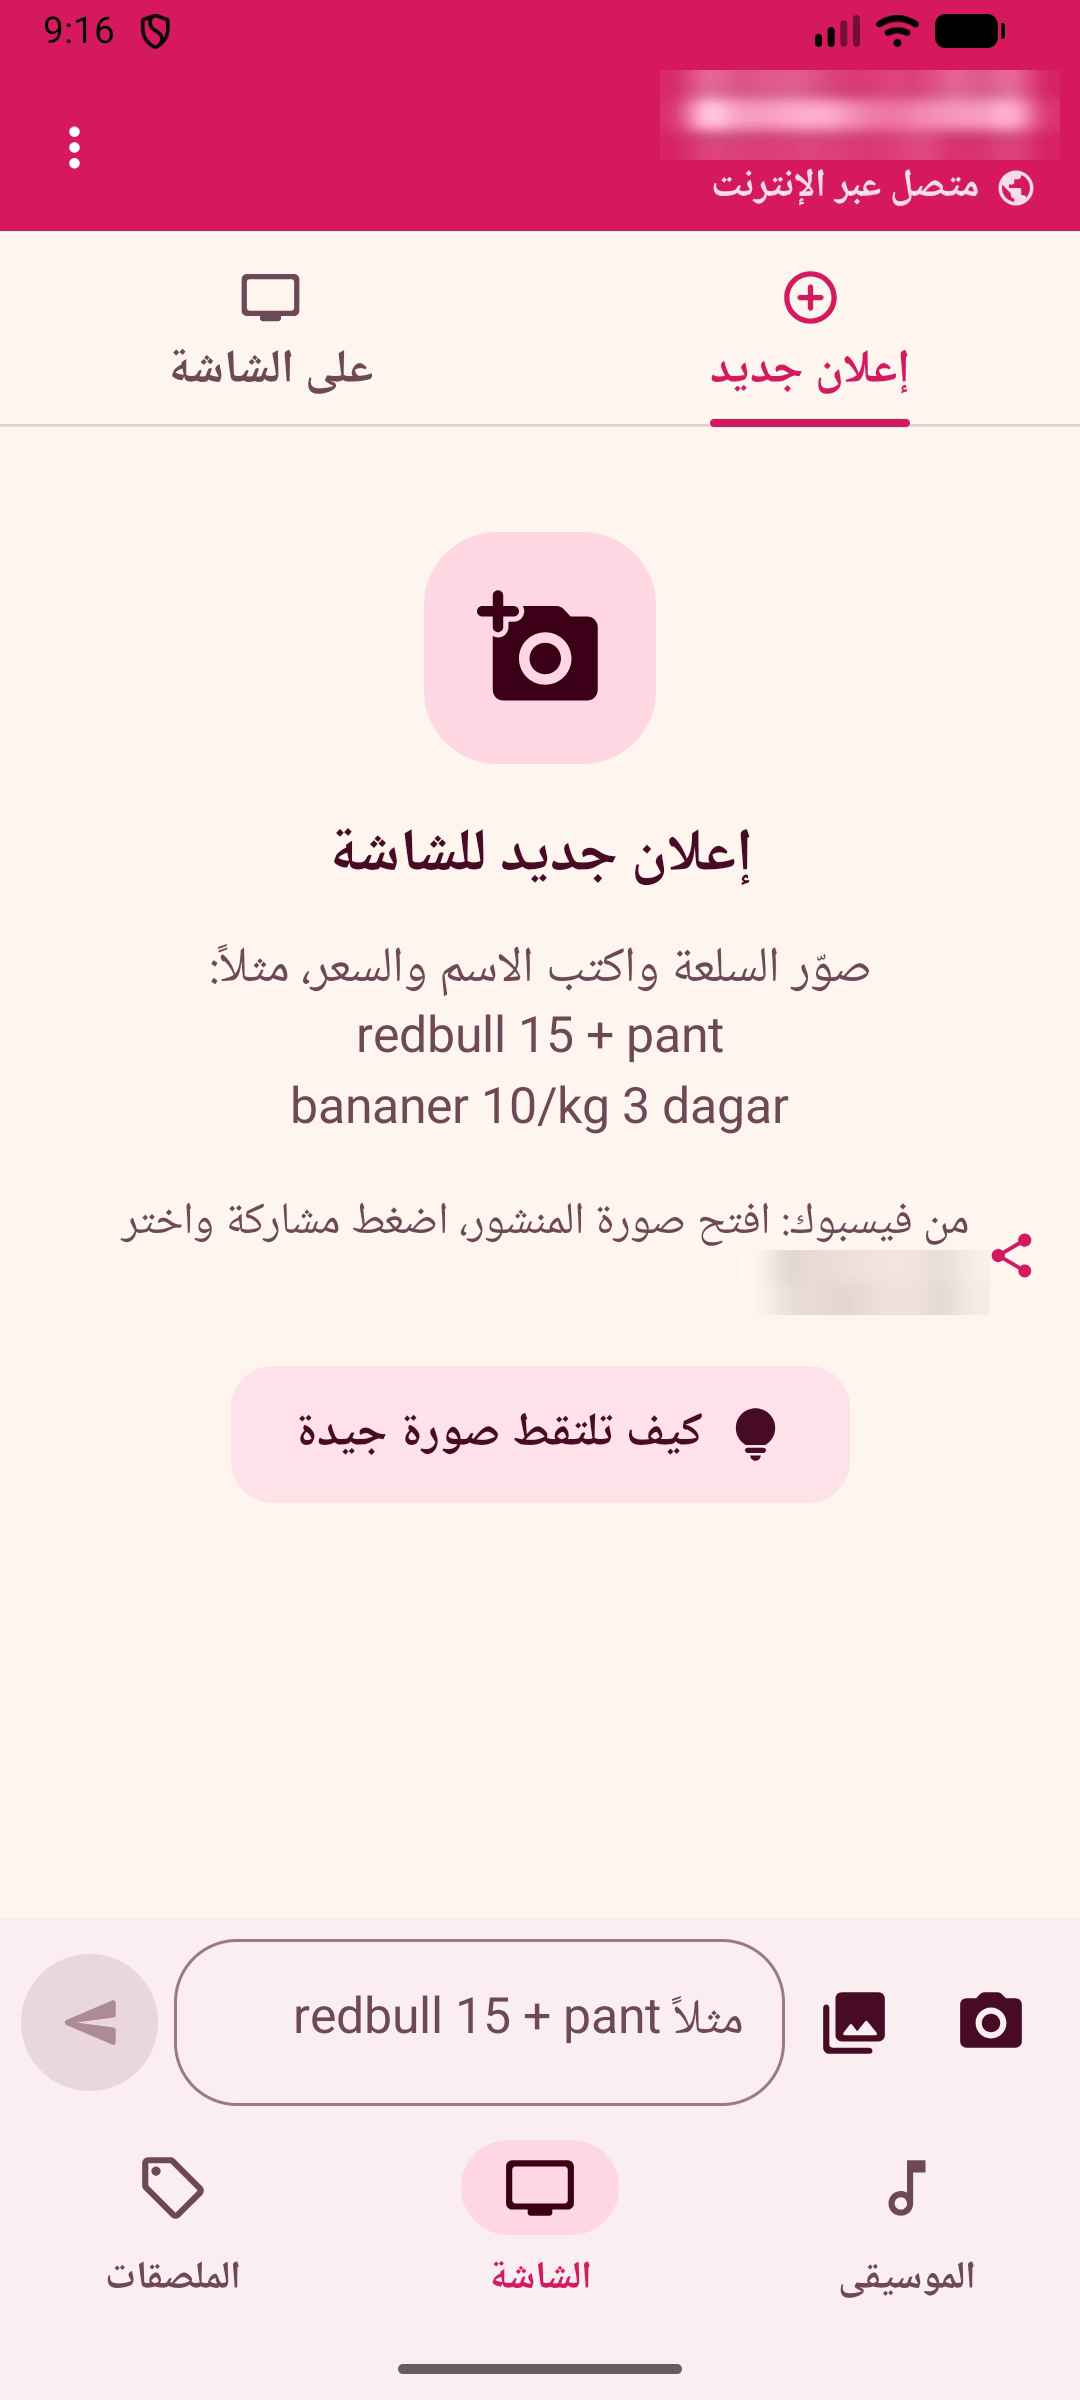 9:16
متصل عبر الإنترنت
إعلان جديد
على الشاشة
إعلان جديد للشاشة
صوّر السلعة واكتب الاسم والسعر، مثلاً:
redbull 15 + pant
bananer 10/kg 3 dagar
من فيسبوك: افتح صورة المنشور، اضغط مشاركة واختر
كيف تلتقط صورة جيدة
مثلاً redbull 15 + pant
الموسيقى
الشاشة
الملصقات